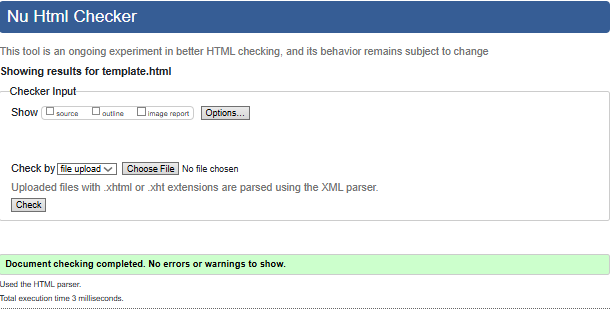 Nu Html Checker
This tool is an ongoing experiment in better HTML checking, and its behavior remains subject to change
Showing results for template.html
Checker Input
Show source outline image report Options...
Check by file upload Choose File No file chosen
Uploaded files with .xhtml or .xht extensions are parsed using the XML parser.
Check
Document checking completed. No errors or warnings to show.
Used the HTML parser.
Total execution time 3 milliseconds.